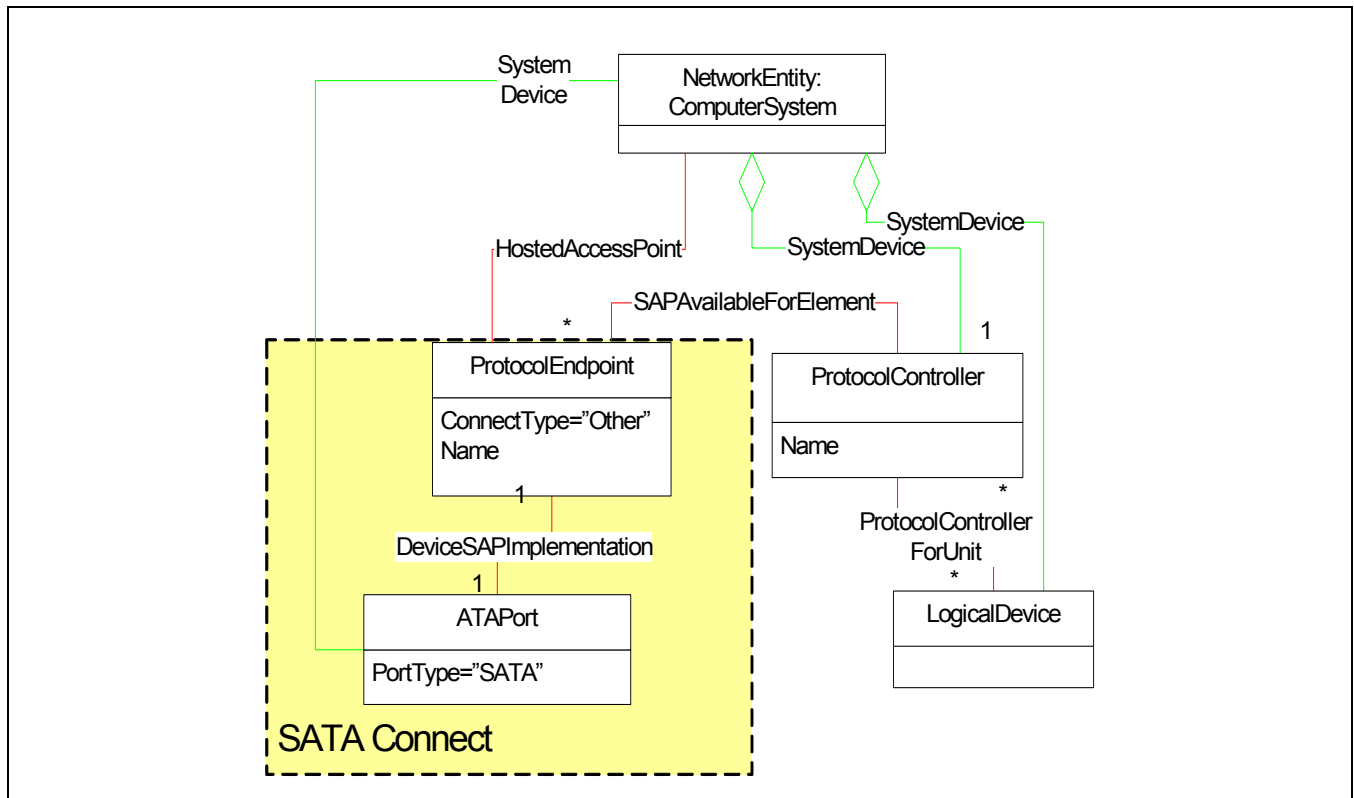 System
Device
NetworkEntity:
ComputerSystem
SystemDevice
HostedAccessPoint
SystemDevice
SAPAvailableForElement
*
1
ProtocolEndpoint
ProtocolController
ConnectType=”Other”
Name
Name
1
*
DeviceSAPImplementation
ProtocolController
ForUnit
1
*
ATAPort
LogicalDevice
PortType=”SATA”
SATA Connect